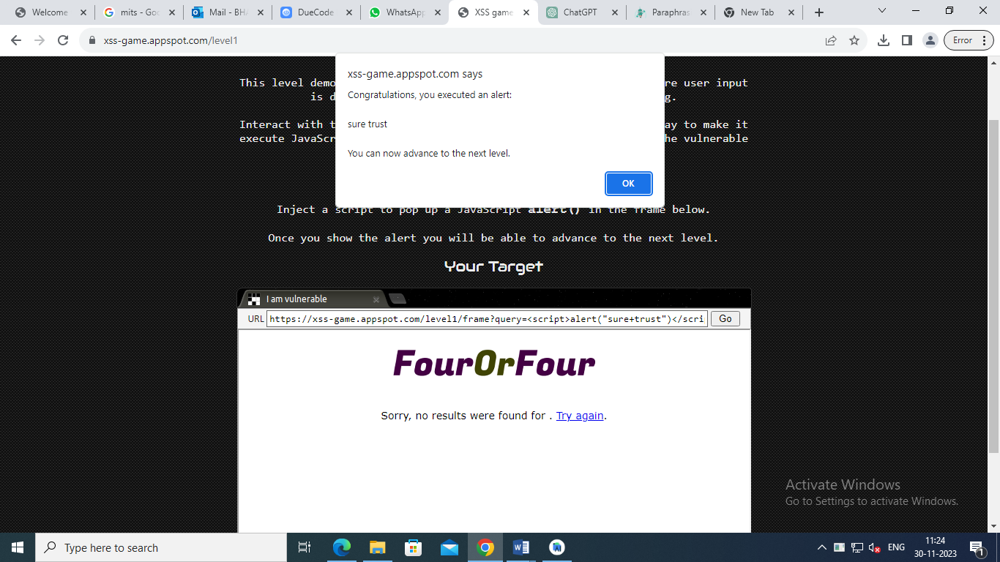 Welcome
mits - Goo
Mail - BHA
DueCode
WhatsApp
XSS game
ChatGPT
Paraphras
New Tab
xss-game.appspot.com/level1
Error
xss-game.appspot.com says
Congratulations, you executed an alert:
sure trust
You can now advance to the next level.
OK
This level demo re user input
is d g.
Interact with t ay to make it
execute JavaScr he vulnerable
Inject a script to pop up a JavaScript alert() in the frame below.
Once you show the alert you will be able to advance to the next level.
Your Target
I am vulnerable
URL https://xss-game.appspot.com/level1/frame?query=<script>alert("sure+trust")</scri Go
FourOrFour
Sorry, no results were found for . Try again.
Activate Windows
Go to Settings to activate Windows.
Type here to search
ENG
11:24
30-11-2023
1